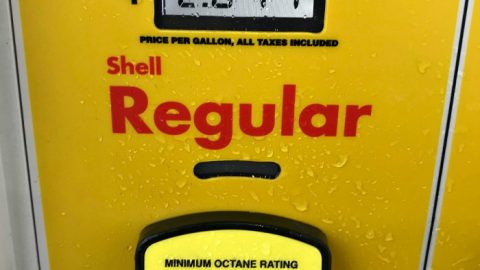 PRICE PER GALLON, ALL TAXES INCLUDED
Shell
Regular
MINIMUM OCTANE RATING